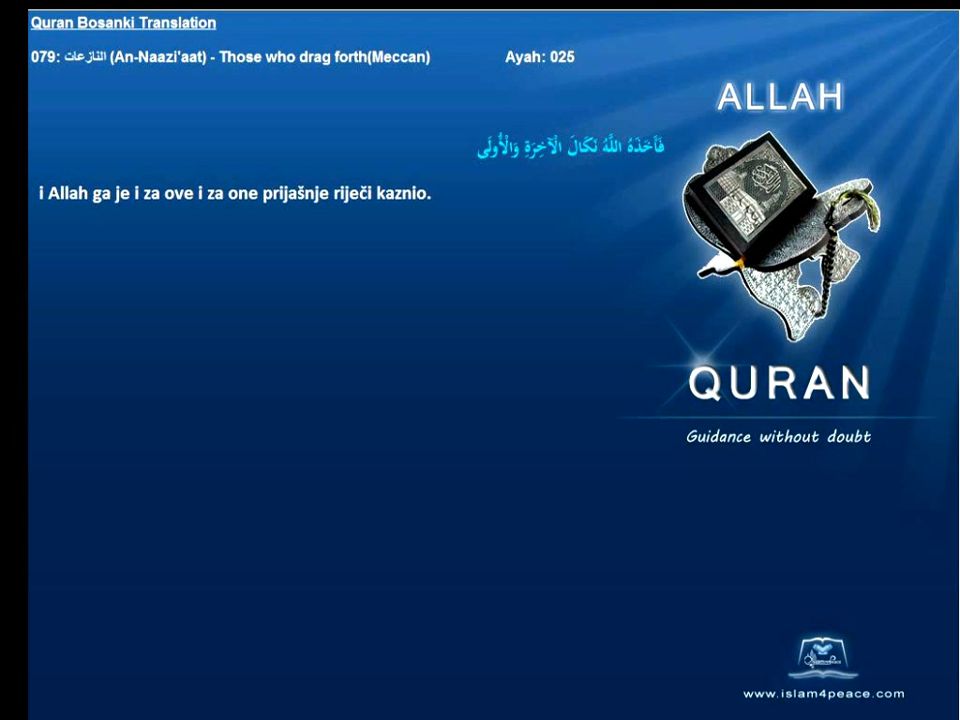 Quran Bosanki Translation
079: النازعات (An-Naazi'aat) - Those who drag forth(Meccan) Ayah: 025
ALLAH
فَأَخَذَهُ اللَّهُ نَكَالَ الْآخِرَةِ وَالْأُولَى
i Allah ga je i za ove i za one prijašnje riječi kaznio.
QURAN
Guidance without doubt
www.islam4peace.com